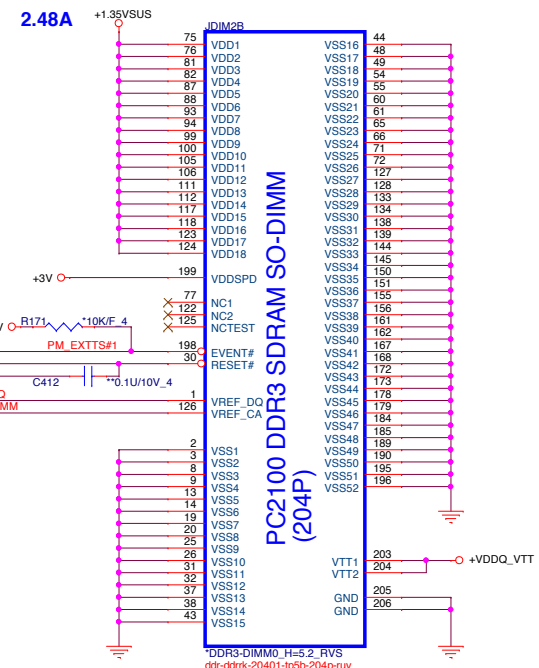 2.48A
+1.35VSUS
JDIM2B
75 VDD1
76 VDD2
81 VDD3
82 VDD4
87 VDD5
88 VDD6
93 VDD7
94 VDD8
99 VDD9
100 VDD10
105 VDD11
106 VDD12
111 VDD13
112 VDD14
117 VDD15
118 VDD16
123 VDD17
124 VDD18
+3V
199 VDDSPD
77 NC1
122 NC2
125 NCTEST
R171 *10K/F_4
PM_EXTTS#1
198 EVENT#
30 RESET#
C412 **0.1U/10V_4
1 VREF_DQ
126 VREF_CA
2 VSS1
3 VSS2
8 VSS3
9 VSS4
13 VSS5
14 VSS6
19 VSS7
20 VSS8
25 VSS9
26 VSS10
31 VSS11
32 VSS12
37 VSS13
38 VSS14
43 VSS15
PC2100 DDR3 SDRAM SO-DIMM
(204P)
VSS16 44
VSS17 48
VSS18 49
VSS19 54
VSS20 55
VSS21 60
VSS22 61
VSS23 65
VSS24 66
VSS25 71
VSS26 72
VSS27 127
VSS28 128
VSS29 133
VSS30 134
VSS31 138
VSS32 139
VSS33 144
VSS34 145
VSS35 150
VSS36 151
VSS37 155
VSS38 156
VSS39 161
VSS40 162
VSS41 167
VSS42 168
VSS43 172
VSS44 173
VSS45 178
VSS46 179
VSS47 184
VSS48 185
VSS49 189
VSS50 190
VSS51 195
VSS52 196
VTT1 203
VTT2 204
+VDDQ_VTT
GND 205
GND 206
*DDR3-DIMM0_H=5.2_RVS
ddr-ddrrk-20401-tp5b-204p-ruv